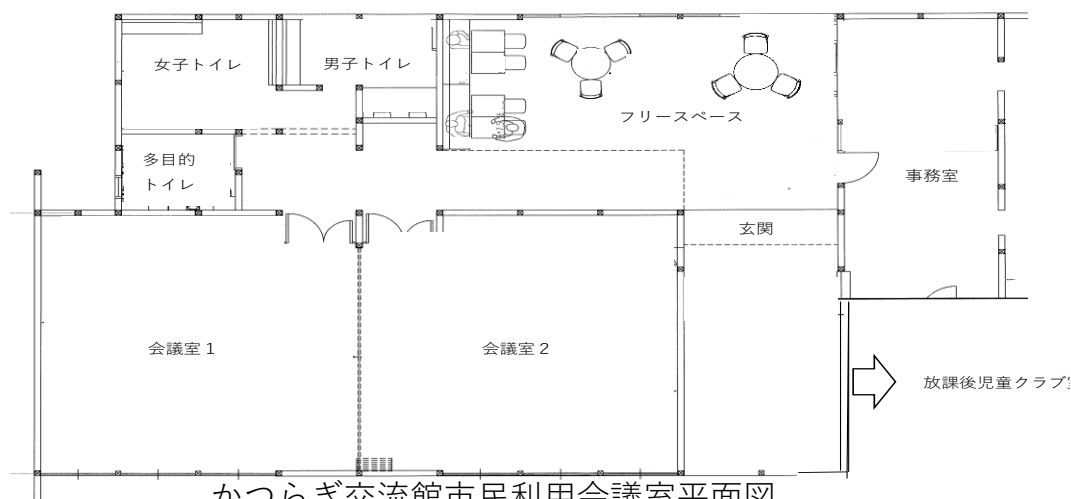 女子トイレ
男子トイレ
フリースペース
多目的
トイレ
事務室
玄関
会議室1
会議室2
放課後児童クラブ室
かつらぎ交流館市民利用会議室平面図